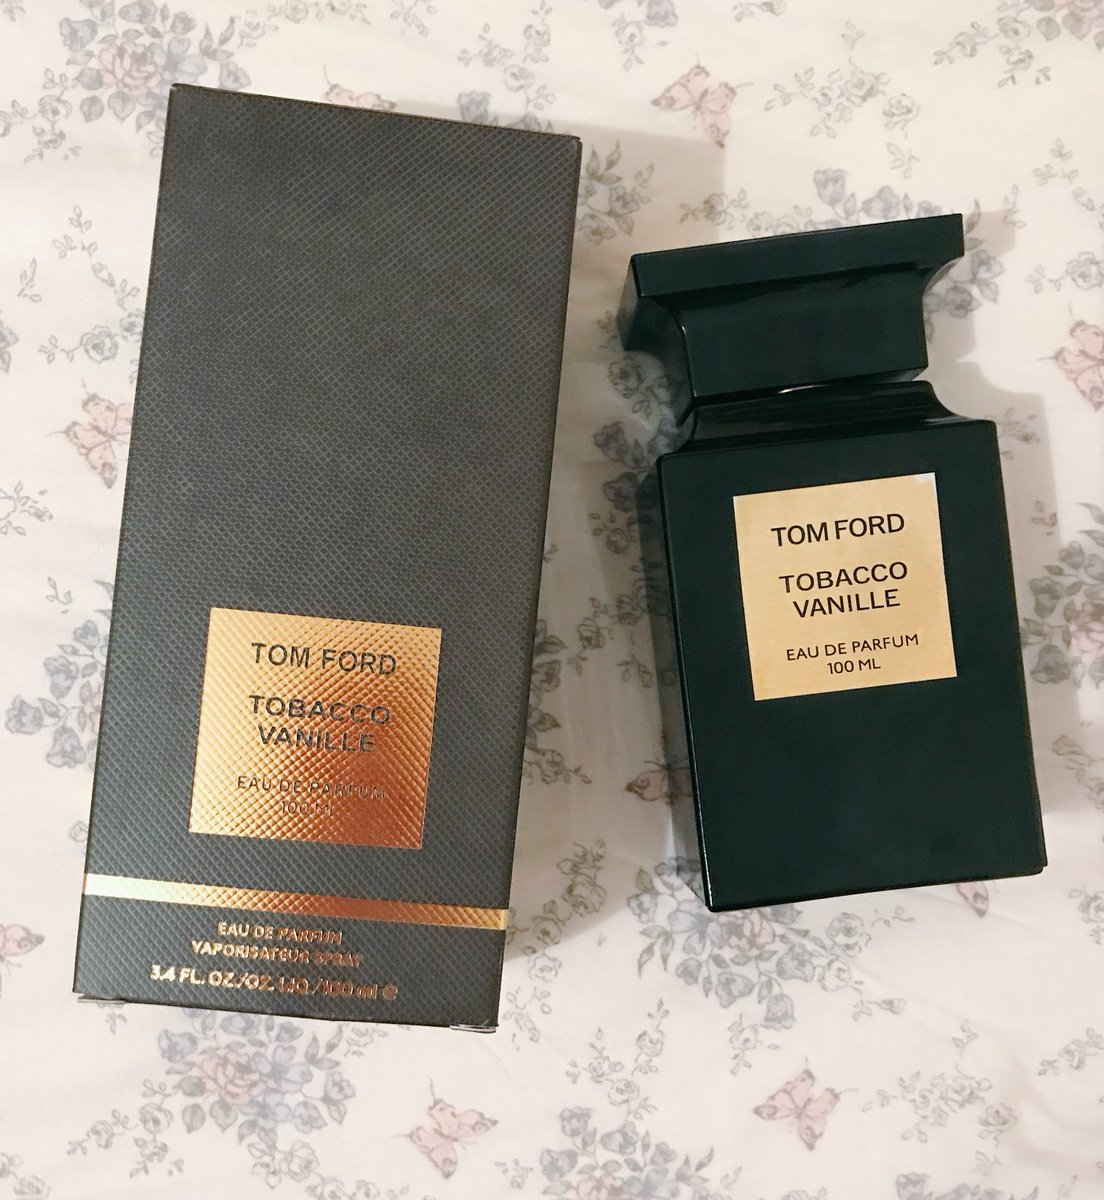 TOM FORD
TOBACCO
VANILLE
EAU DE PARFUM
100 ML
EAU DE PARFUM
VAPORISATEUR SPRAY
3.4 FL. OZ./OZ. LIQ./100 ml ℮
TOM FORD
TOBACCO
VANILLE
EAU DE PARFUM
100 ML